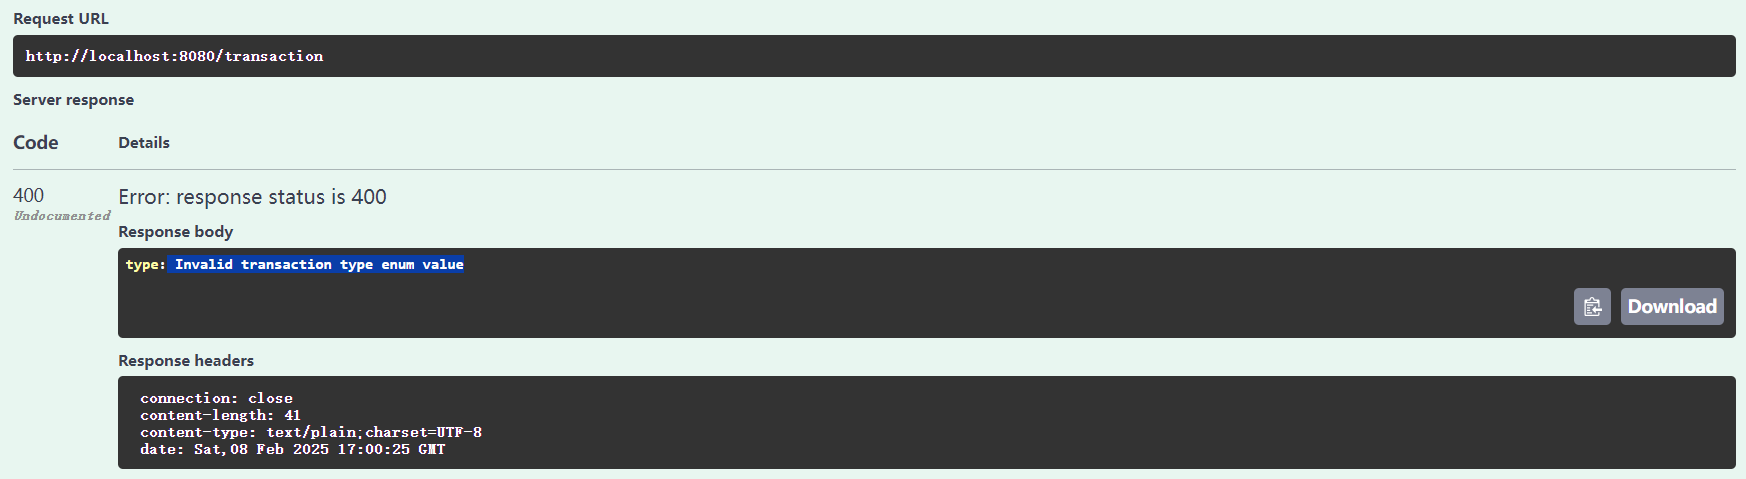 Request URL
http://localhost:8080/transaction
Server response
Code Details
400 Error: response status is 400
Undocumented
Response body
type: Invalid transaction type enum value
Download
Response headers
connection: close
content-length: 41
content-type: text/plain;charset=UTF-8
date: Sat,08 Feb 2025 17:00:25 GMT